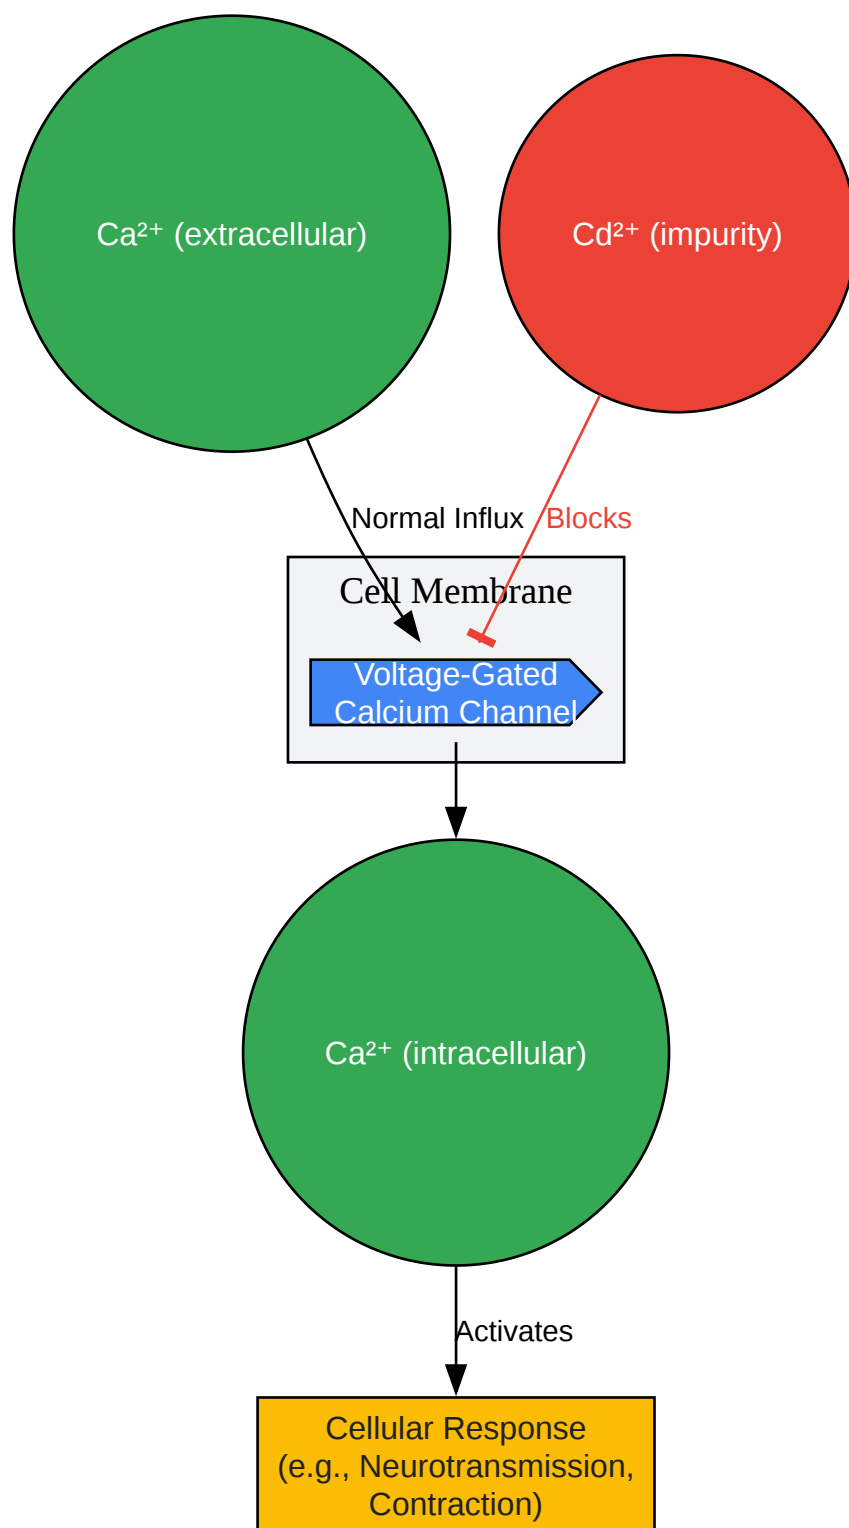 Ca²⁺ (extracellular)
Cd²⁺ (impurity)
Normal Influx
Blocks
Cell Membrane
Voltage-Gated
Calcium Channel
Ca²⁺ (intracellular)
Activates
Cellular Response
(e.g., Neurotransmission,
Contraction)